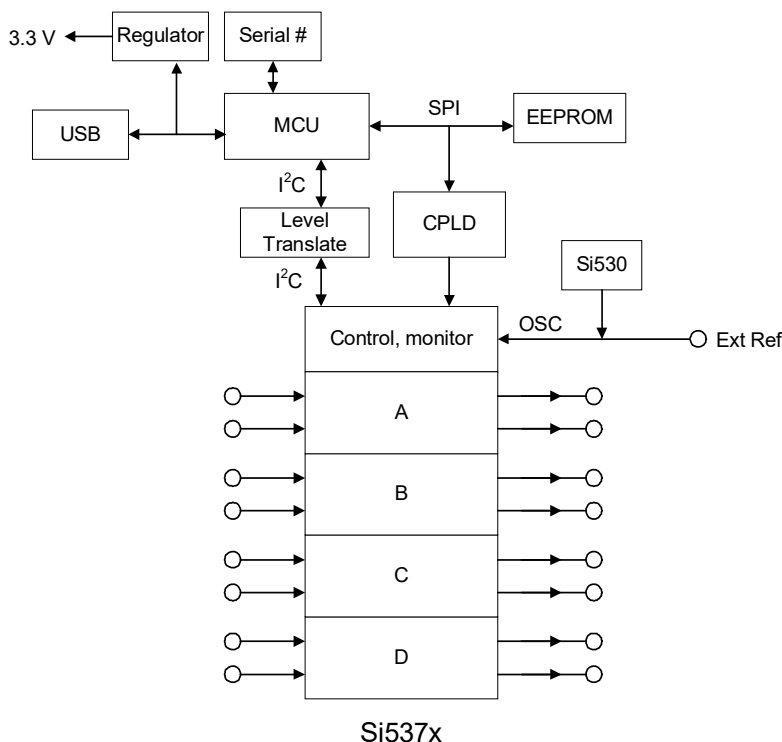 3.3 V
Regulator
Serial #
USB
MCU
SPI
EEPROM
I²C
Level
Translate
CPLD
I²C
Si530
Control, monitor
OSC
Ext Ref
A
B
C
D
Si537x